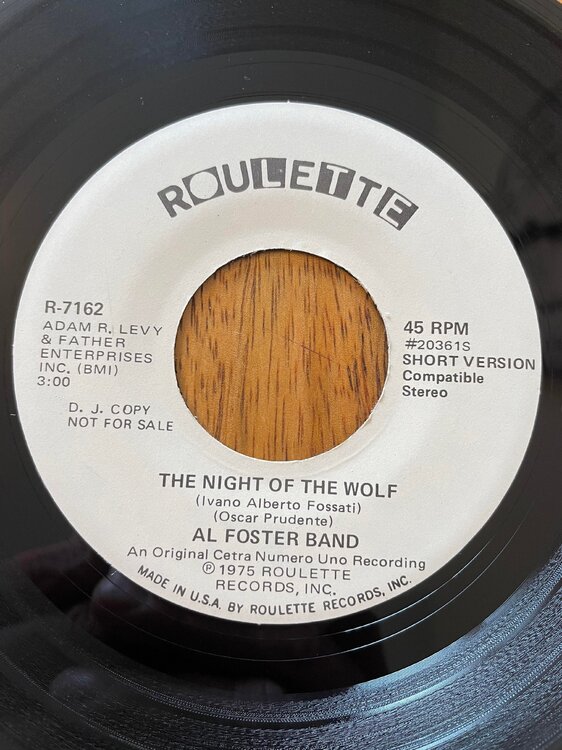 ROULETTE
R-7162
ADAM R. LEVY
& FATHER
ENTERPRISES
INC. (BMI)
3:00
D. J. COPY
NOT FOR SALE
45 RPM
#20361S
SHORT VERSION
Compatible
Stereo
THE NIGHT OF THE WOLF
(Ivano Alberto Fossati)
(Oscar Prudente)
AL FOSTER BAND
An Original Cetra Numero Uno Recording
Ⓟ 1975 ROULETTE
RECORDS, INC.
MADE IN U.S.A. BY ROULETTE RECORDS, INC.